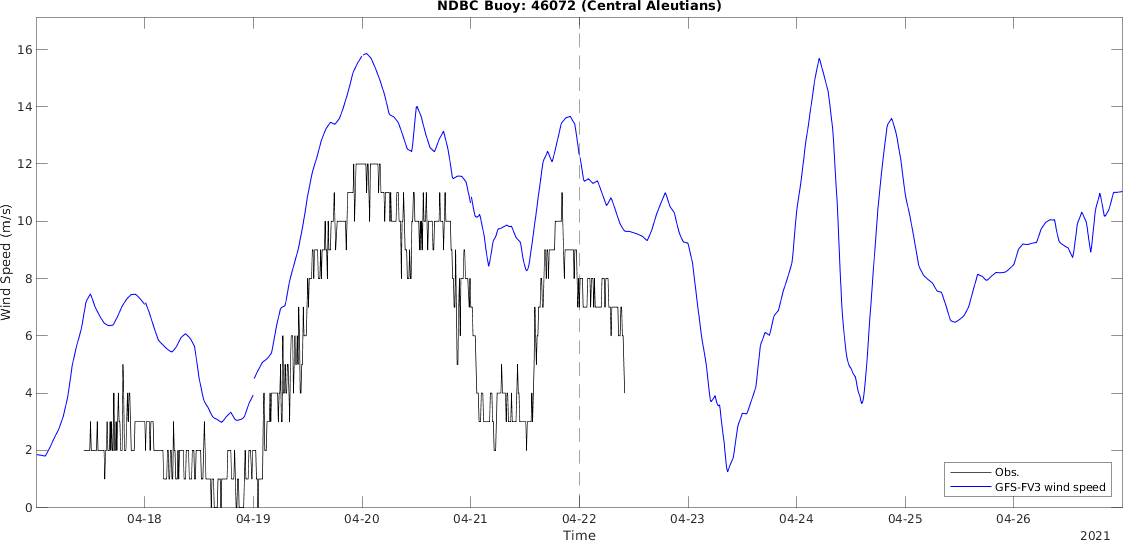 NDBC Buoy: 46072 (Central Aleutians)
Wind Speed (m/s)
16
14
12
10
8
6
4
2
0
04-18 04-19 04-20 04-21 04-22 04-23 04-24 04-25 04-26
Time
2021
Obs.
GFS-FV3 wind speed